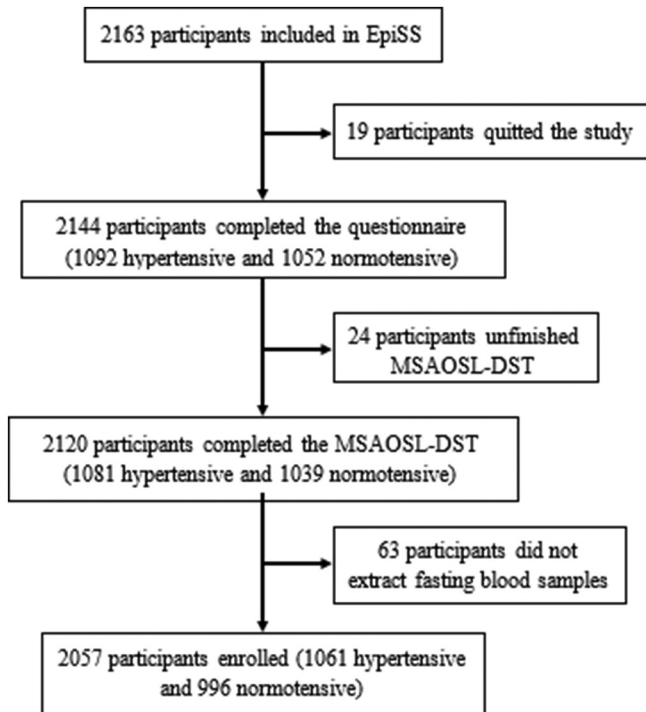 2163 participants included in EpiSS
19 participants quitted the study
2144 participants completed the questionnaire
(1092 hypertensive and 1052 normotensive)
24 participants unfinished
MSAOSL-DST
2120 participants completed the MSAOSL-DST
(1081 hypertensive and 1039 normotensive)
63 participants did not
extract fasting blood samples
2057 participants enrolled (1061 hypertensive
and 996 normotensive)